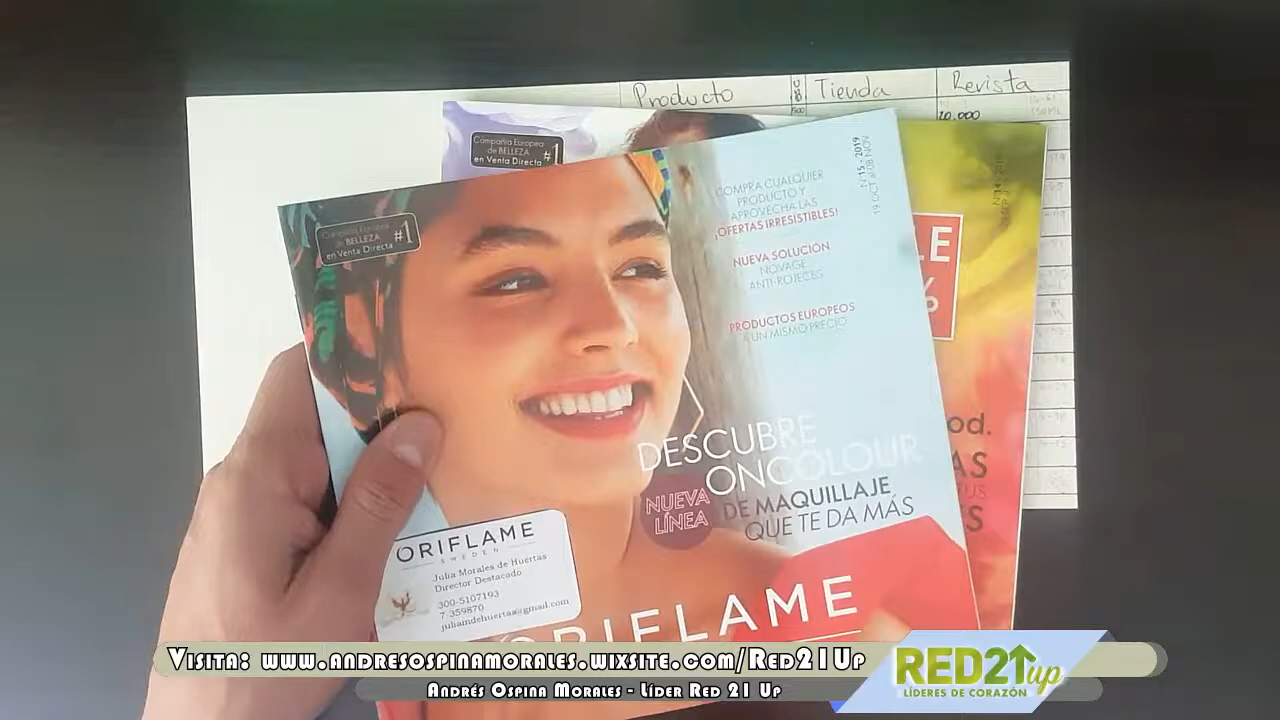 Producto
Tienda
Revista
20.000
Compañía Europea
de BELLEZA
en Venta Directa
#1
Compañía Europea
de BELLEZA
en Venta Directa
#1
COMPRA CUALQUIER
PRODUCTO Y
APROVECHA LAS
¡OFERTAS IRRESISTIBLES!
NUEVA SOLUCIÓN
NOVAGE
ANTI-ROJECES
PRODUCTOS EUROPEOS
A UN MISMO PRECIO
Nº15 - 2019
19 OCT al 08 NOV
LE
%
od.
AS
S
DESCUBRE
ONCOLOUR
NUEVA
LÍNEA
DE MAQUILLAJE
QUE TE DA MÁS
ORIFLAME
SWEDEN
Julia Morales de Huertas
Director Destacado
300-5107193
7-359870
juliamdehuertas@gmail.com
ORIFLAME
Visita: www.andresospinamorales.wixsite.com/Red21Up
Andrés Ospina Morales - Líder Red 21 Up
RED21up
LÍDERES DE CORAZÓN